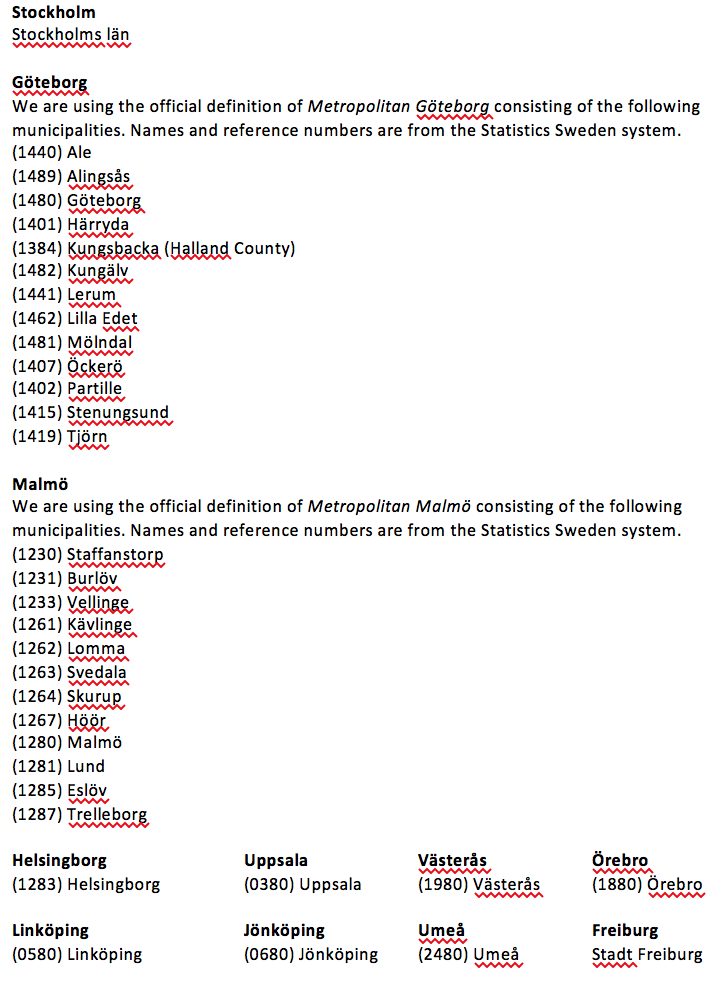 Stockholm
Stockholms län
Göteborg
We are using the official definition of Metropolitan Göteborg consisting of the following
municipalities. Names and reference numbers are from the Statistics Sweden system.
(1440) Ale
(1489) Alingsås
(1480) Göteborg
(1401) Härryda
(1384) Kungsbacka (Halland County)
(1482) Kungälv
(1441) Lerum
(1462) Lilla Edet
(1481) Mölndal
(1407) Öckerö
(1402) Partille
(1415) Stenungsund
(1419) Tjörn
Malmö
We are using the official definition of Metropolitan Malmö consisting of the following
municipalities. Names and reference numbers are from the Statistics Sweden system.
(1230) Staffanstorp
(1231) Burlöv
(1233) Vellinge
(1261) Kävlinge
(1262) Lomma
(1263) Svedala
(1264) Skurup
(1267) Höör
(1280) Malmö
(1281) Lund
(1285) Eslöv
(1287) Trelleborg
Helsingborg Uppsala Västerås Örebro
(1283) Helsingborg (0380) Uppsala (1980) Västerås (1880) Örebro
Linköping Jönköping Umeå Freiburg
(0580) Linköping (0680) Jönköping (2480) Umeå Stadt Freiburg